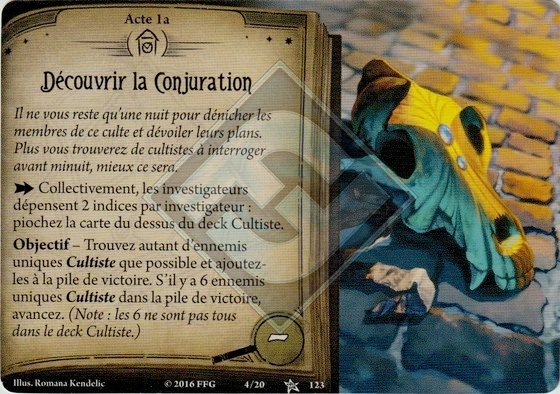 Acte 1a
Découvrir la Conjuration
Il ne vous reste qu'une nuit pour dénicher les
membres de ce culte et dévoiler leurs plans.
Plus vous trouverez de cultistes à interroger
avant minuit, mieux ce sera.
Collectivement, les investigateurs
dépensent 2 indices par investigateur :
piochez la carte du dessus du deck Cultiste.
Objectif – Trouvez autant d'ennemis
uniques Cultiste que possible et ajoutez-
les à la pile de victoire. S'il y a 6 ennemis
uniques Cultiste dans la pile de victoire,
avancez. (Note : les 6 ne sont pas tous
dans le deck Cultiste.)
–
Illus. Romana Kendelic © 2016 FFG 4/20 123